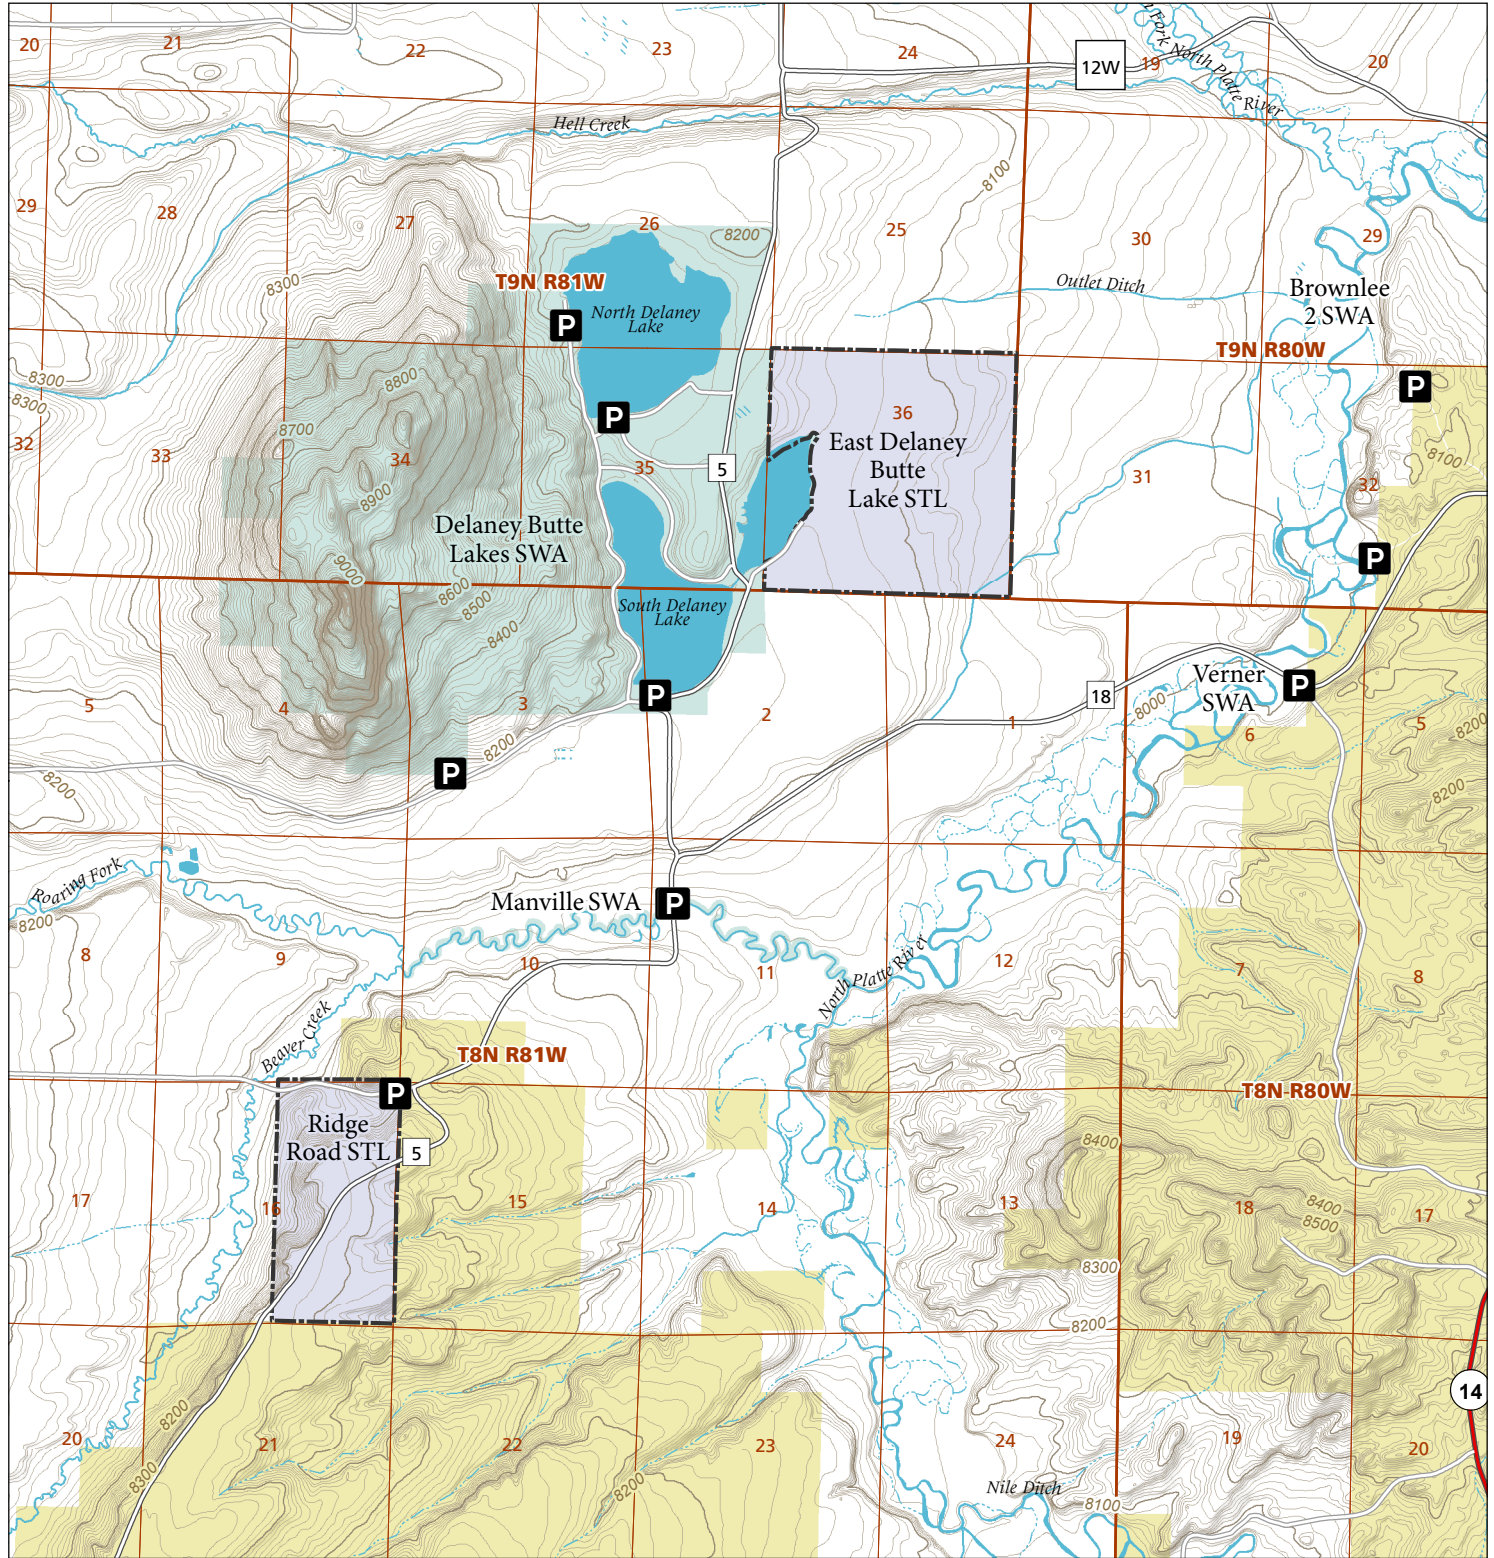 20
21
22
23
24
12W
19
20
Fork North Platte River
Hell Creek
8100
29
28
27
26
8200
25
30
29
T9N R81W
8300
Outlet Ditch
Brownlee
2 SWA
P
North Delaney
Lake
T9N R80W
8300
8300
8800
P
P
36
8700
32
33
34
35
5
East Delaney
Butte
Lake STL
31
8100
32
8900
Delaney Butte
Lakes SWA
P
9000
8600
8500
8400
South Delaney
Lake
Verner
SWA
P
P
18
8000
5
4
3
2
1
6
5
8200
8200
P
8200
8200
Roaring Fork
8200
Manville SWA
P
8
9
10
11
North Platte River
12
7
8
Beaver Creek
T8N R81W
P
T8N R80W
Ridge
Road STL
5
8400
17
16
15
14
13
18
8400
8500
17
8300
8200
14
8200
20
21
22
23
24
19
20
8300
8200
Nile Ditch
8100